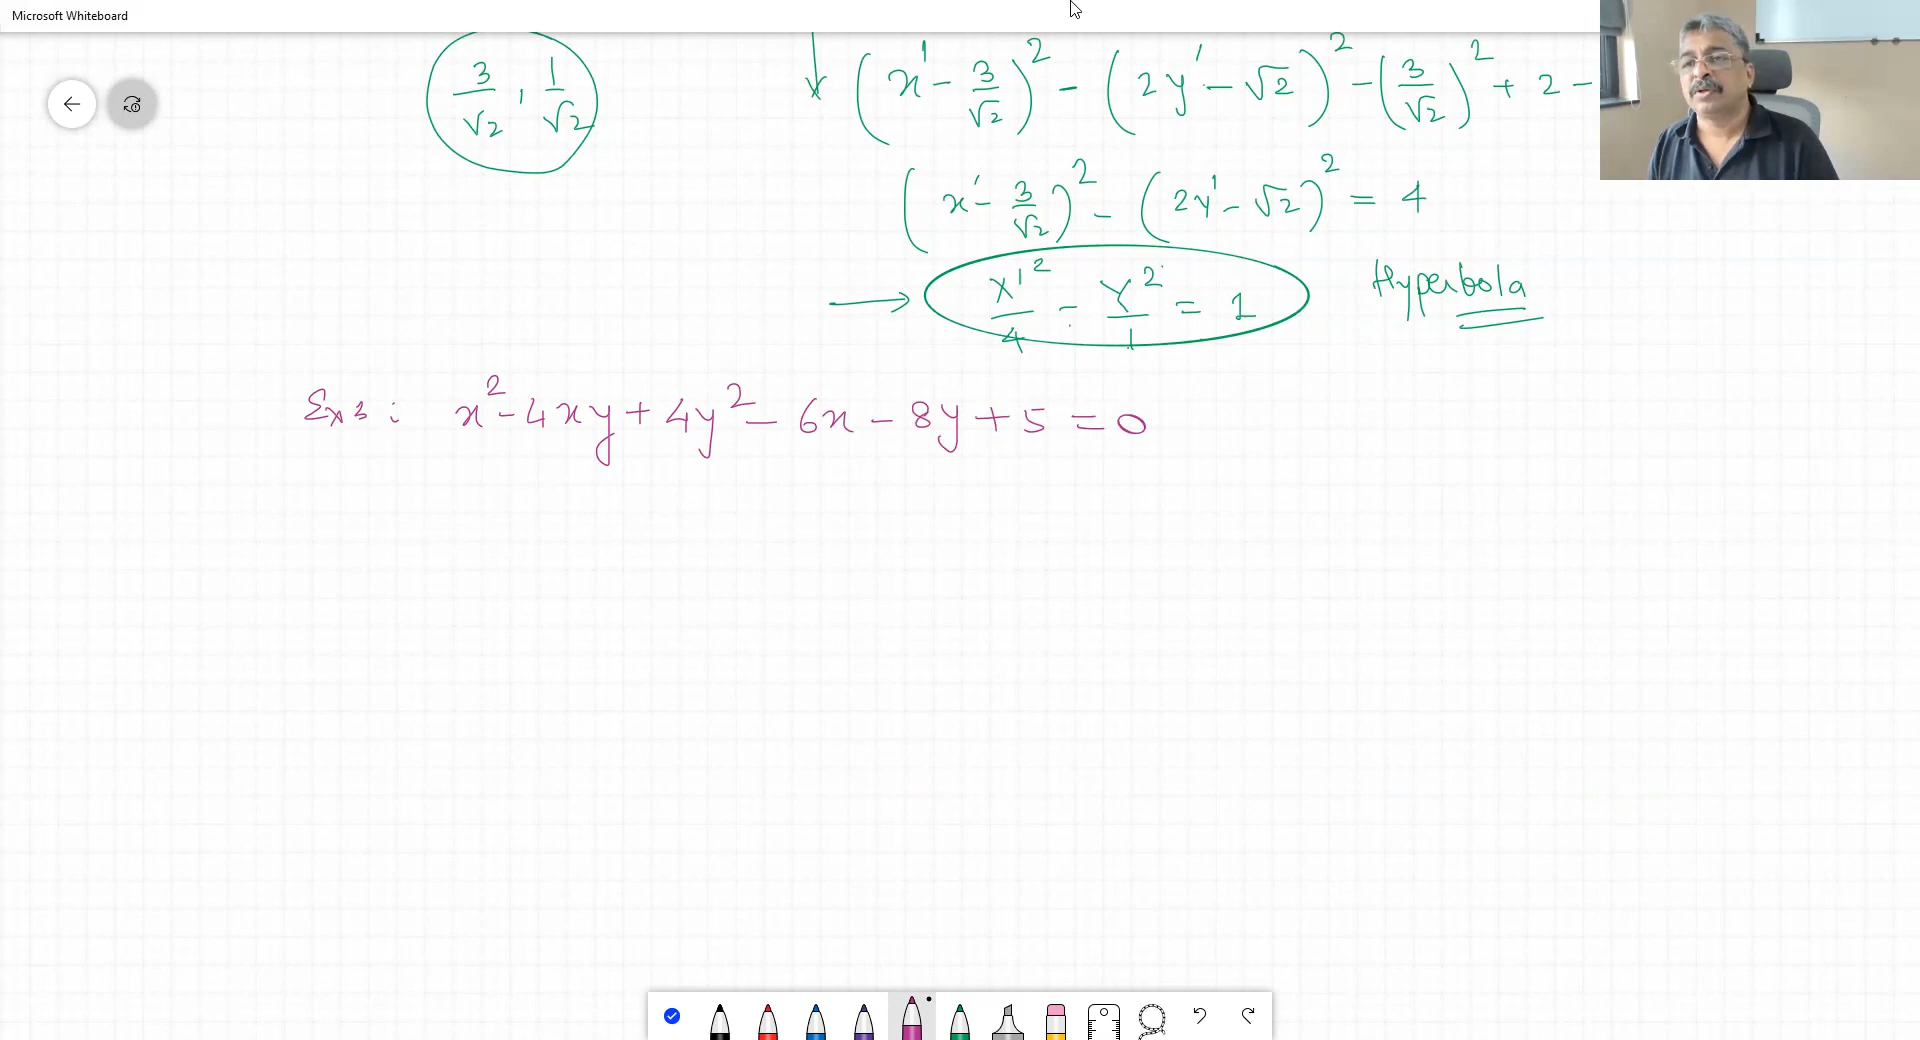 Microsoft Whiteboard
3/√2 , 1/√2
(x' - 3/√2)² - (2y' - √2)² - (3/√2)² + 2 -
(x' - 3/√2)² - (2y' - √2)² = 4
→ X'²/4 - Y²/1 = 1 Hyperbola
Ex 3 : x² - 4xy + 4y² - 6x - 8y + 5 = 0